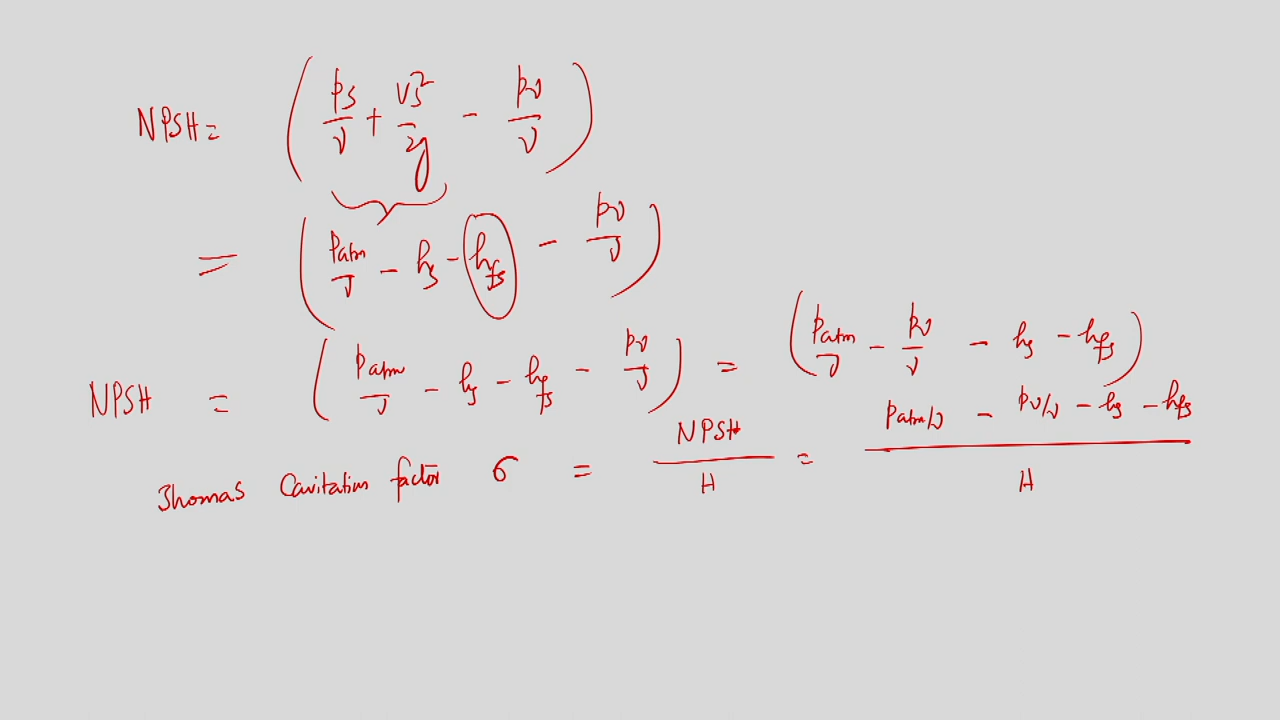 NPSH = ( ps/γ + vs²/2g - pv/γ )
= ( Patm/γ - hs - hfs - pv/γ )
NPSH = ( Patm/γ - hs - hfs - pv/γ ) = ( Patm/γ - pv/γ - hs - hfs )
Thomas Cavitation factor σ = NPSH/H = (Patm/γ - pv/γ - hs - hfs)/H